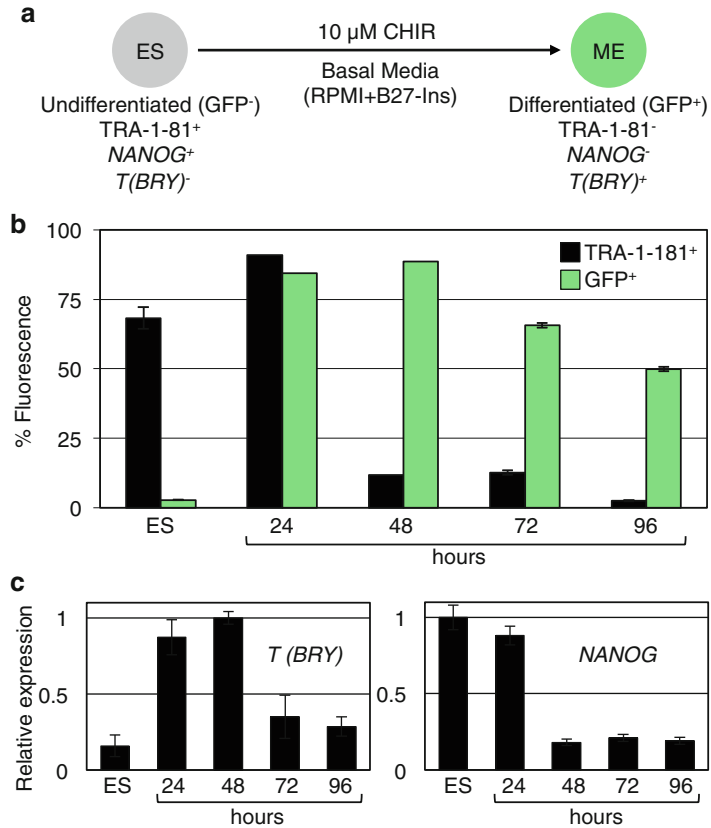 a
ES
10 µM CHIR
Basal Media
(RPMI+B27-Ins)
ME
Undifferentiated (GFP⁻)
TRA-1-81⁺
NANOG⁺
T(BRY)⁻
Differentiated (GFP⁺)
TRA-1-81⁻
NANOG⁻
T(BRY)⁺
b
% Fluorescence
100
75
50
25
0
TRA-1-181⁺
GFP⁺
ES 24 48 72 96
hours
c
Relative expression
1
0.5
0
T (BRY)
ES 24 48 72 96
hours
1
0.5
0
NANOG
ES 24 48 72 96
hours